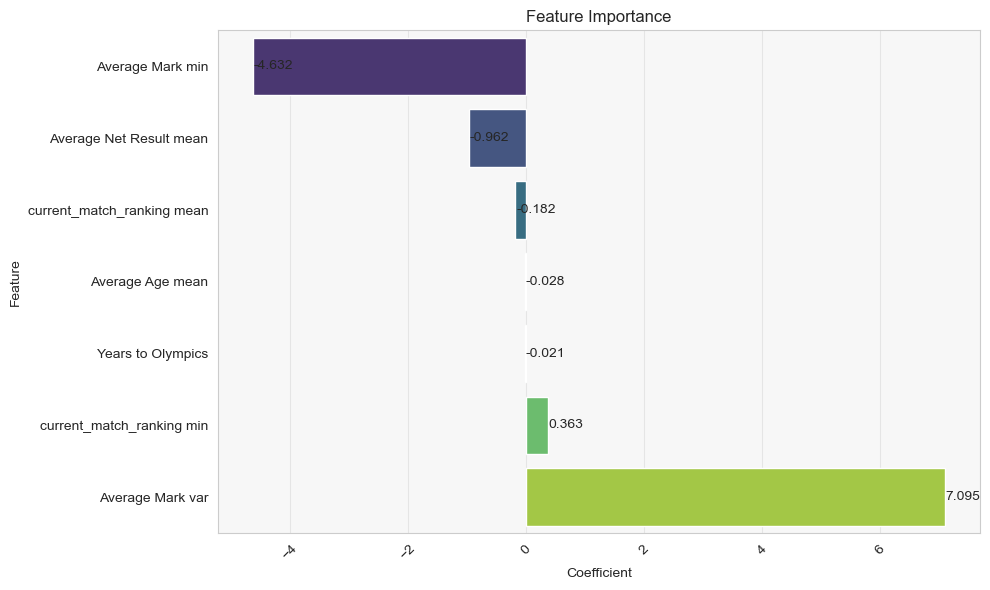 Feature Importance
Feature
Average Mark min
-4.632
Average Net Result mean
-0.962
current_match_ranking mean
-0.182
Average Age mean
-0.028
Years to Olympics
-0.021
current_match_ranking min
0.363
Average Mark var
7.095
−4
−2
0
2
4
6
Coefficient